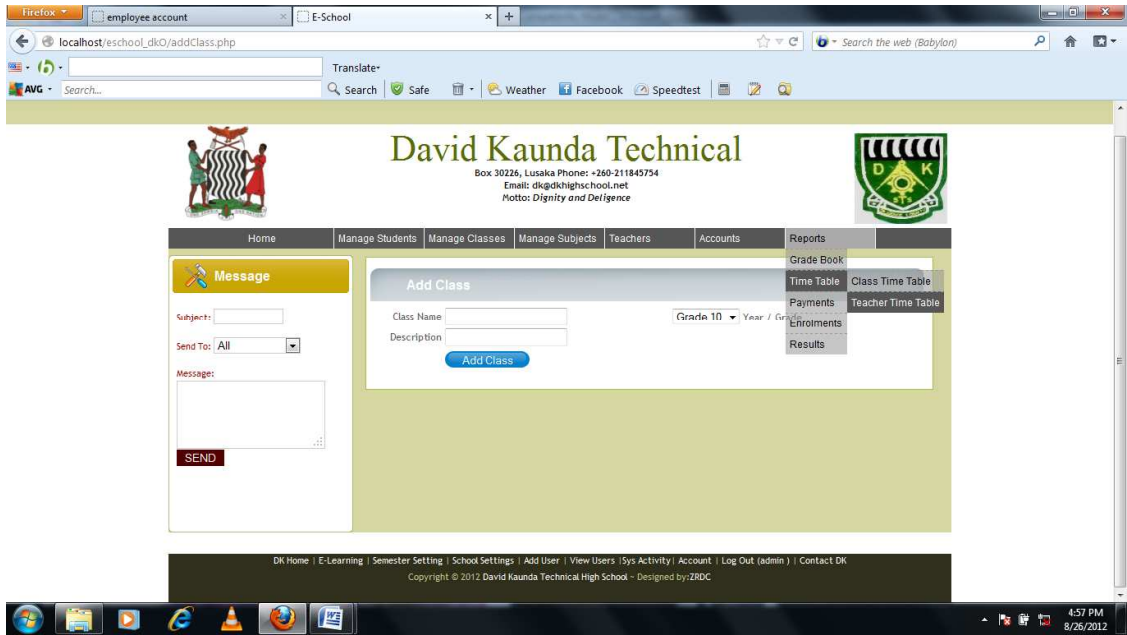 Firefox
employee account
E-School
localhost/eschool_dkO/addClass.php
Search the web (Babylon)
Translate
AVG
Search...
Search
Safe
Weather
Facebook
Speedtest
David Kaunda Technical
Box 30226, Lusaka Phone: +260-211845754
Email: dk@dkhighschool.net
Motto: Dignity and Deligence
D K
STS
Home
Manage Students
Manage Classes
Manage Subjects
Teachers
Accounts
Reports
Grade Book
Time Table
Class Time Table
Payments
Teacher Time Table
Enrolments
Results
Message
Subject:
Send To: All
Message:
SEND
Add Class
Class Name
Grade 10
Year / Grade
Description
Add Class
DK Home | E-Learning | Semester Setting | School Settings | Add User | View Users |Sys Activity| Account | Log Out (admin ) | Contact DK
Copyright © 2012 David Kaunda Technical High School - Designed by:ZRDC
4:57 PM
8/26/2012